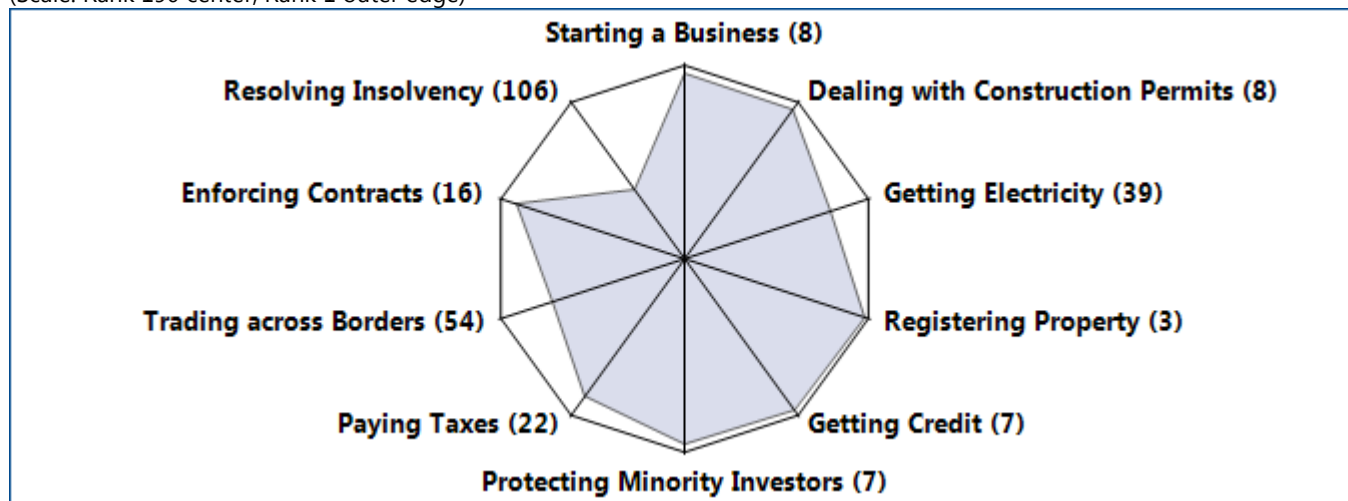 (Scale: Rank 190 center, Rank 1 outer edge)
Starting a Business (8)
Resolving Insolvency (106)
Dealing with Construction Permits (8)
Enforcing Contracts (16)
Getting Electricity (39)
Trading across Borders (54)
Registering Property (3)
Paying Taxes (22)
Getting Credit (7)
Protecting Minority Investors (7)